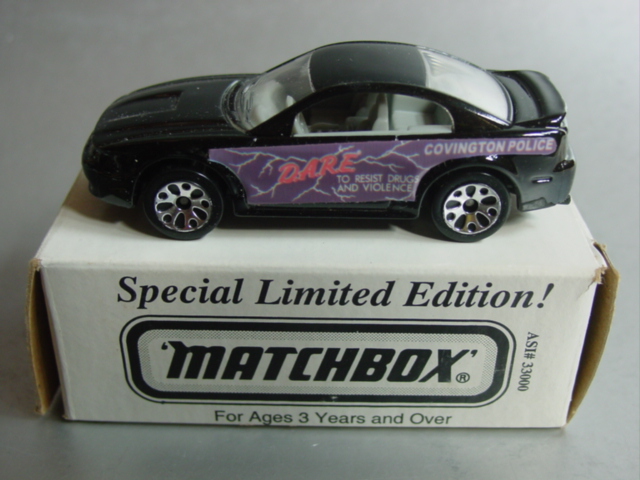 COVINGTON POLICE
D.A.R.E
TO RESIST DRUGS
AND VIOLENCE
Special Limited Edition!
'MATCHBOX'®
For Ages 3 Years and Over
ASI# 33000